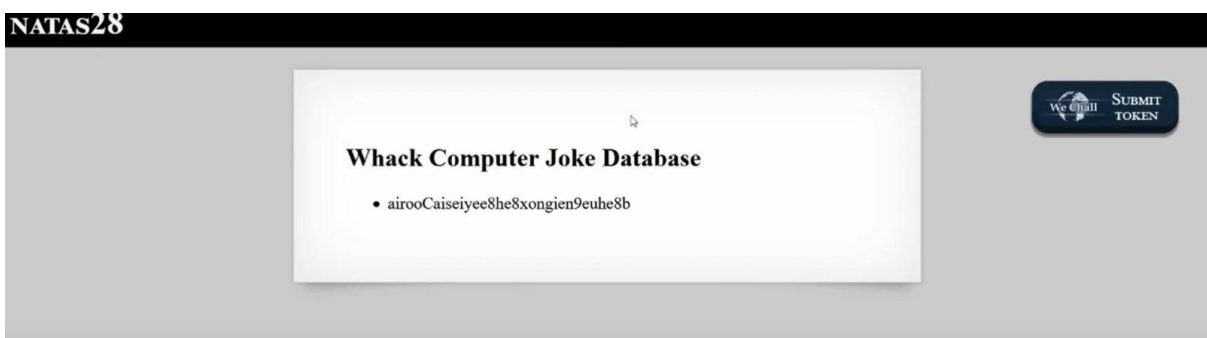 NATAS28
We Chall SUBMIT
TOKEN
Whack Computer Joke Database
• airooCaiseiyee8he8xongien9euhe8b